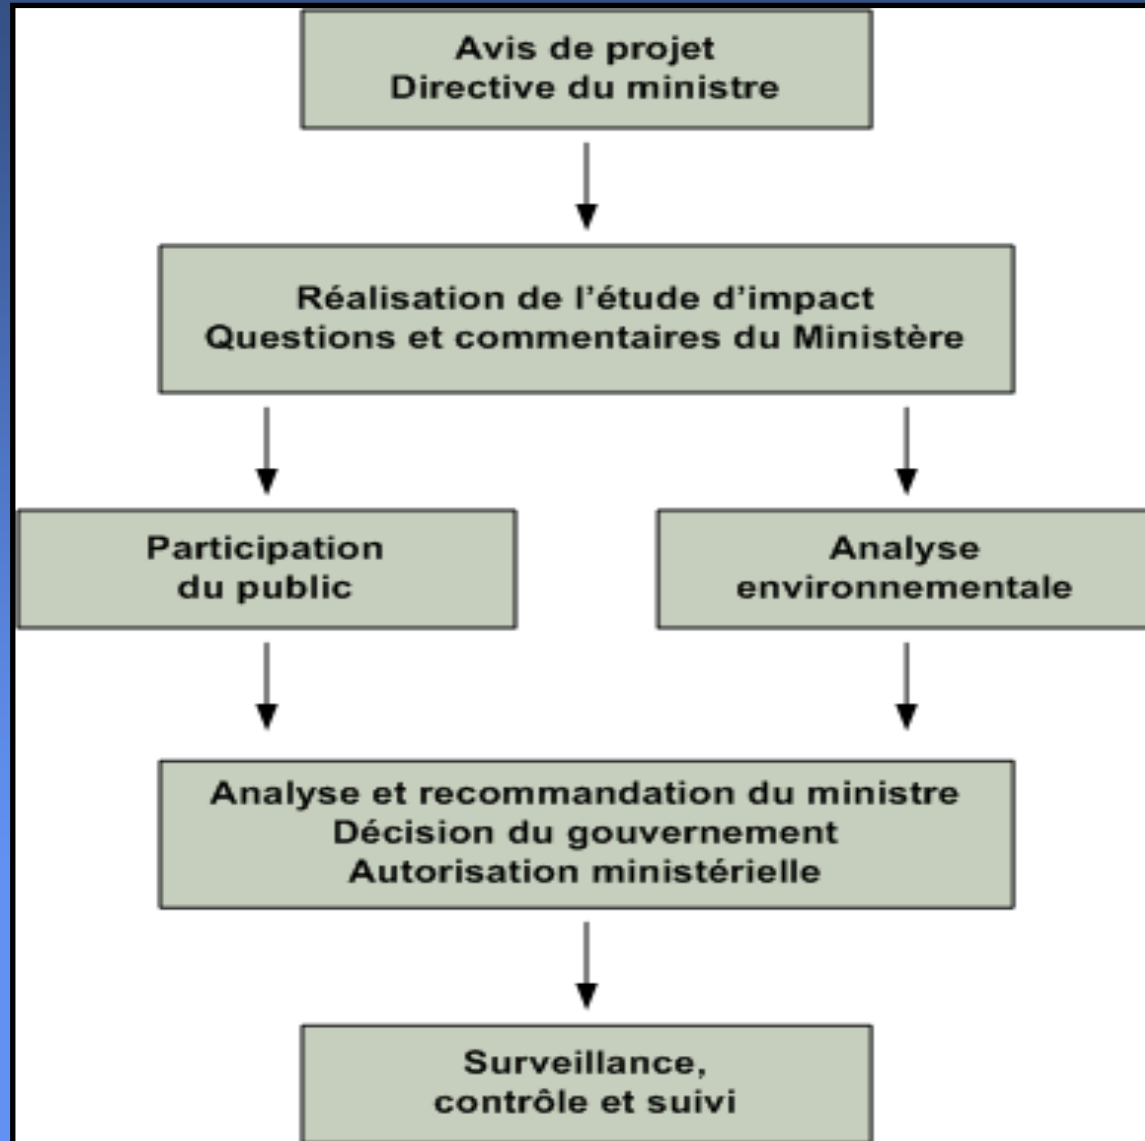 Avis de projet
Directive du ministre
Réalisation de l'étude d'impact
Questions et commentaires du Ministère
Participation
du public
Analyse
environnementale
Analyse et recommandation du ministre
Décision du gouvernement
Autorisation ministérielle
Surveillance,
contrôle et suivi